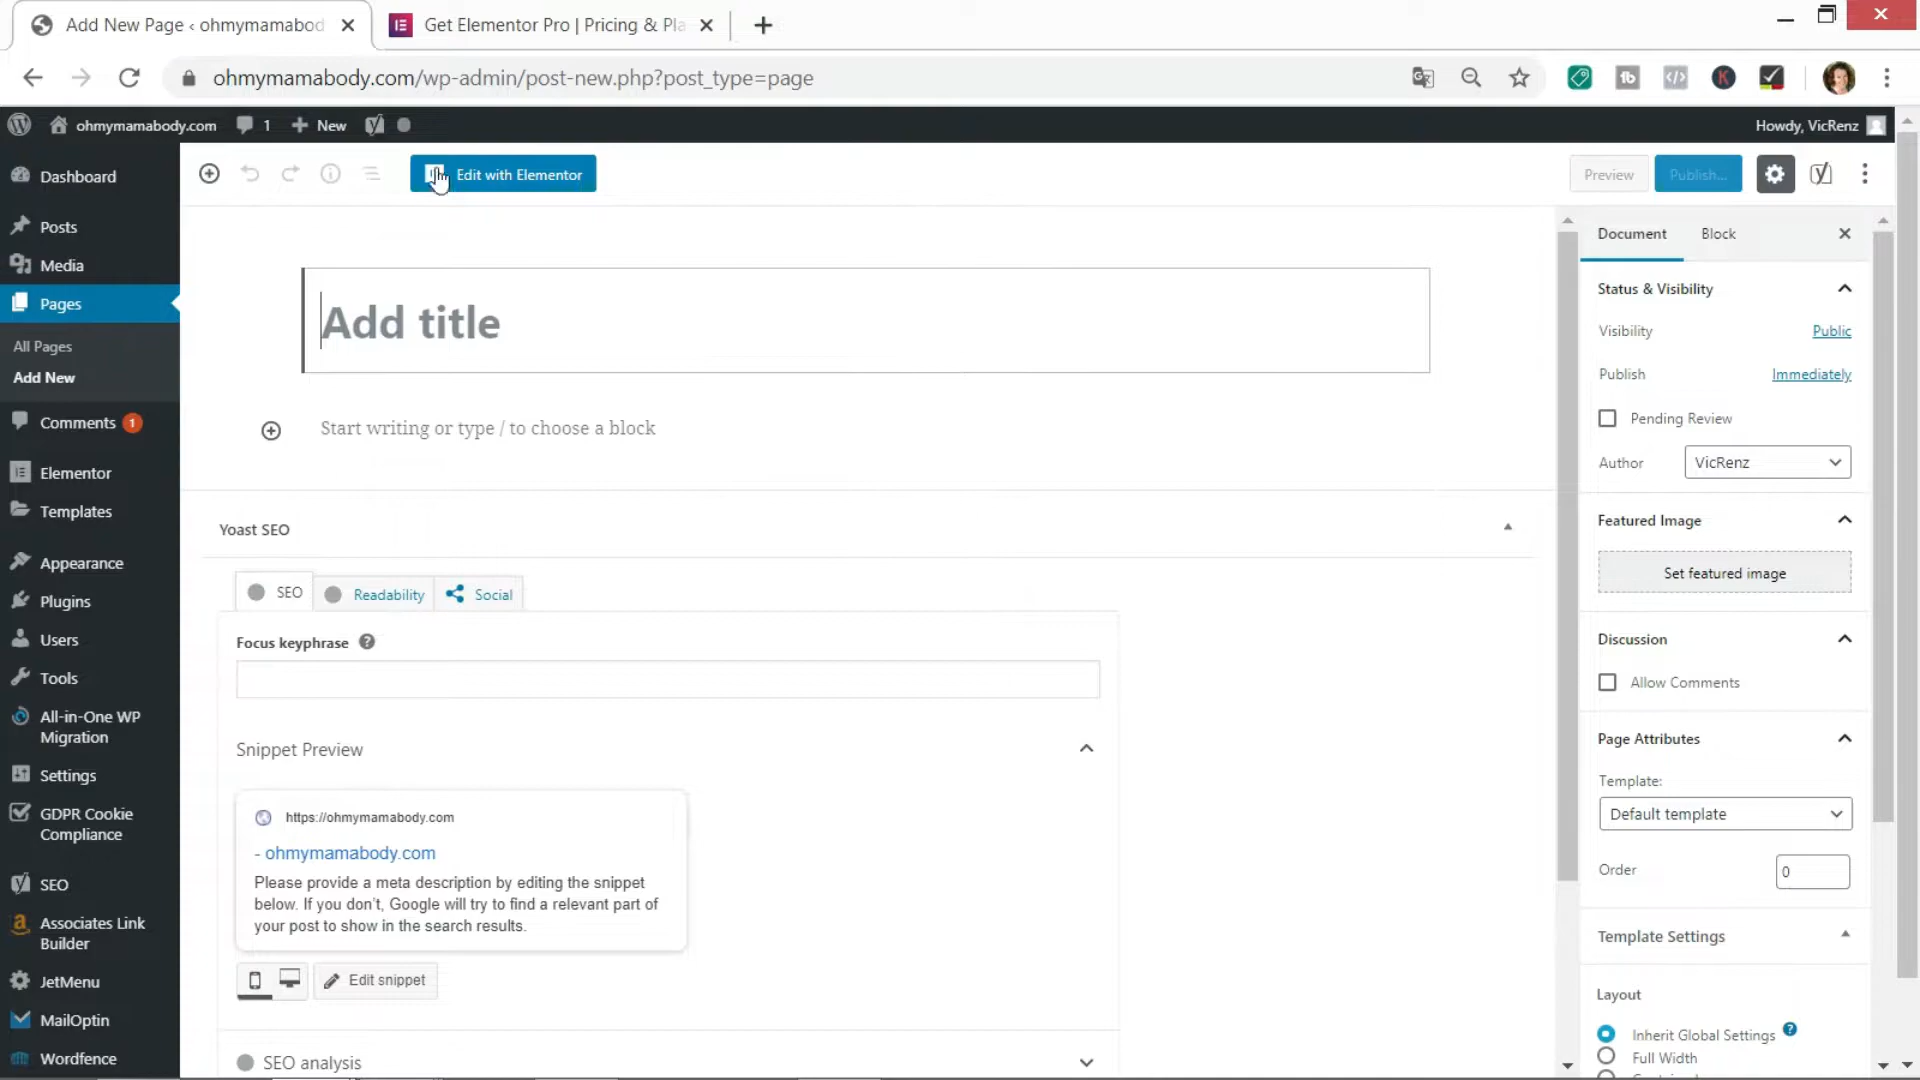 Add New Page ‹ ohmymamabod
Get Elementor Pro | Pricing & Pla
ohmymamabody.com/wp-admin/post-new.php?post_type=page
ohmymamabody.com
1
New
Howdy, VicRenz
Dashboard
Posts
Media
Pages
All Pages
Add New
Comments 1
Elementor
Templates
Appearance
Plugins
Users
Tools
All-in-One WP
Migration
Settings
GDPR Cookie
Compliance
SEO
Associates Link
Builder
JetMenu
MailOptin
Wordfence
Edit with Elementor
Preview
Publish...
Add title
Start writing or type / to choose a block
Yoast SEO
SEO
Readability
Social
Focus keyphrase
Snippet Preview
https://ohmymamabody.com
- ohmymamabody.com
Please provide a meta description by editing the snippet
below. If you don't, Google will try to find a relevant part of
your post to show in the search results.
Edit snippet
SEO analysis
Document
Block
Status & Visibility
Visibility
Public
Publish
Immediately
Pending Review
Author
VicRenz
Featured Image
Set featured image
Discussion
Allow Comments
Page Attributes
Template:
Default template
Order
0
Template Settings
Layout
Inherit Global Settings
Full Width